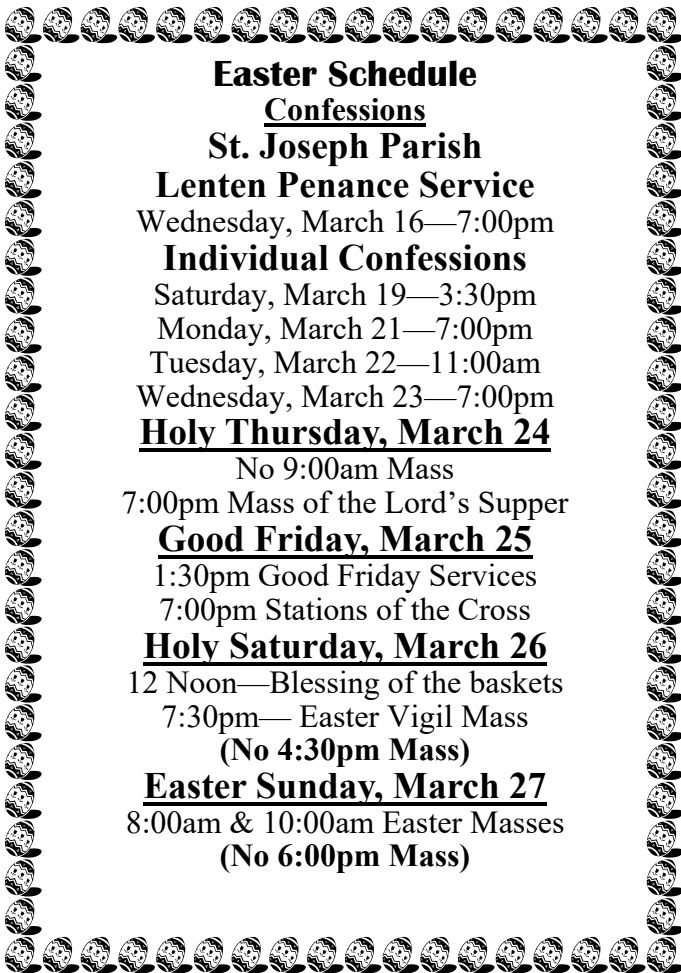 Easter Schedule
Confessions
St. Joseph Parish
Lenten Penance Service
Wednesday, March 16—7:00pm
Individual Confessions
Saturday, March 19—3:30pm
Monday, March 21—7:00pm
Tuesday, March 22—11:00am
Wednesday, March 23—7:00pm
Holy Thursday, March 24
No 9:00am Mass
7:00pm Mass of the Lord’s Supper
Good Friday, March 25
1:30pm Good Friday Services
7:00pm Stations of the Cross
Holy Saturday, March 26
12 Noon—Blessing of the baskets
7:30pm— Easter Vigil Mass
(No 4:30pm Mass)
Easter Sunday, March 27
8:00am & 10:00am Easter Masses
(No 6:00pm Mass)